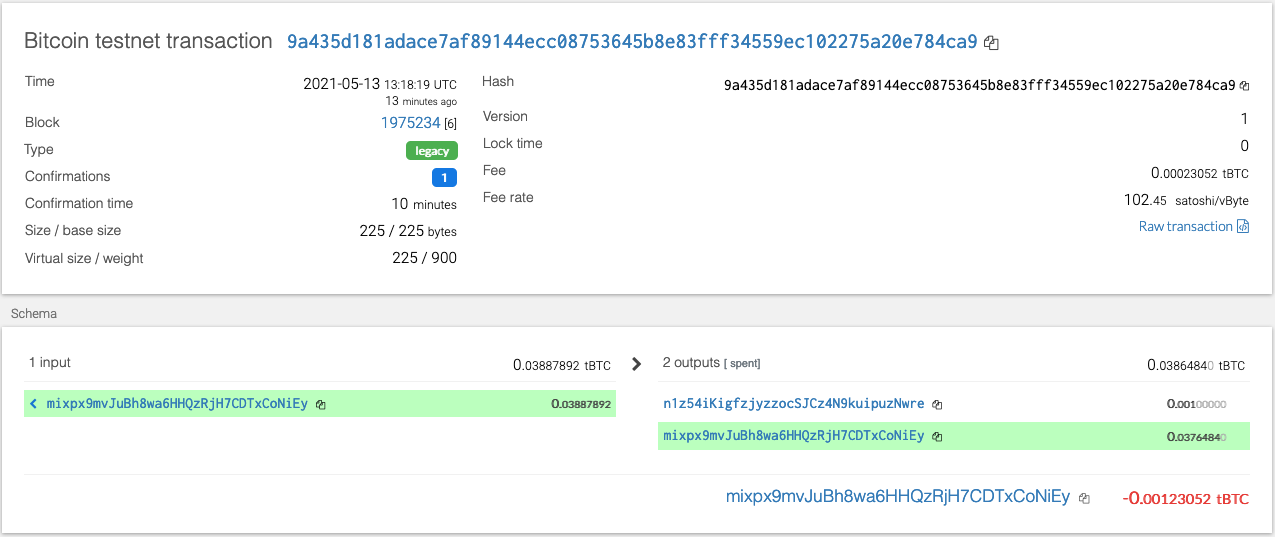 Bitcoin testnet transaction 9a435d181adace7af89144ecc08753645b8e83fff34559ec102275a20e784ca9
Time 2021-05-13 13:18:19 UTC
13 minutes ago
Block 1975234 [6]
Type legacy
Confirmations 1
Confirmation time 10 minutes
Size / base size 225 / 225 bytes
Virtual size / weight 225 / 900
Hash 9a435d181adace7af89144ecc08753645b8e83fff34559ec102275a20e784ca9
Version 1
Lock time 0
Fee 0.00023052 tBTC
Fee rate 102.45 satoshi/vByte
Raw transaction
Schema
1 input 0.03887892 tBTC
mixpx9mvJuBh8wa6HHQzRjH7CDTxCoNiEy 0.03887892
2 outputs [ spent] 0.03864840 tBTC
n1z54iKigfzjyzzocSJCz4N9kuipuzNwre 0.00100000
mixpx9mvJuBh8wa6HHQzRjH7CDTxCoNiEy 0.03764840
mixpx9mvJuBh8wa6HHQzRjH7CDTxCoNiEy -0.00123052 tBTC